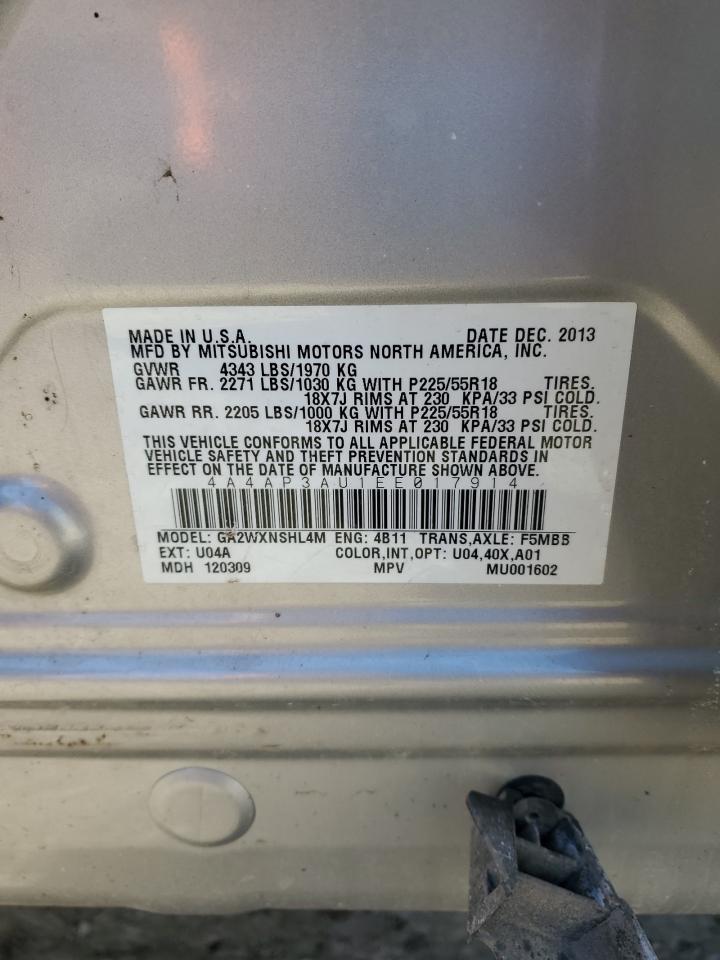 MADE IN U.S.A. DATE DEC. 2013
MFD BY MITSUBISHI MOTORS NORTH AMERICA, INC.
GVWR 4343 LBS/1970 KG
GAWR FR. 2271 LBS/1030 KG WITH P225/55R18 TIRES.
18X7J RIMS AT 230 KPA/33 PSI COLD.
GAWR RR. 2205 LBS/1000 KG WITH P225/55R18 TIRES.
18X7J RIMS AT 230 KPA/33 PSI COLD.
THIS VEHICLE CONFORMS TO ALL APPLICABLE FEDERAL MOTOR
VEHICLE SAFETY AND THEFT PREVENTION STANDARDS IN
EFFECT ON THE DATE OF MANUFACTURE SHOWN ABOVE.
4A4AP3AU1EE017914
MODEL: GA2WXNSHL4M ENG: 4B11 TRANS,AXLE: F5MBB
EXT: U04A COLOR,INT,OPT: U04,40X,A01
MDH 120309 MPV MU001602